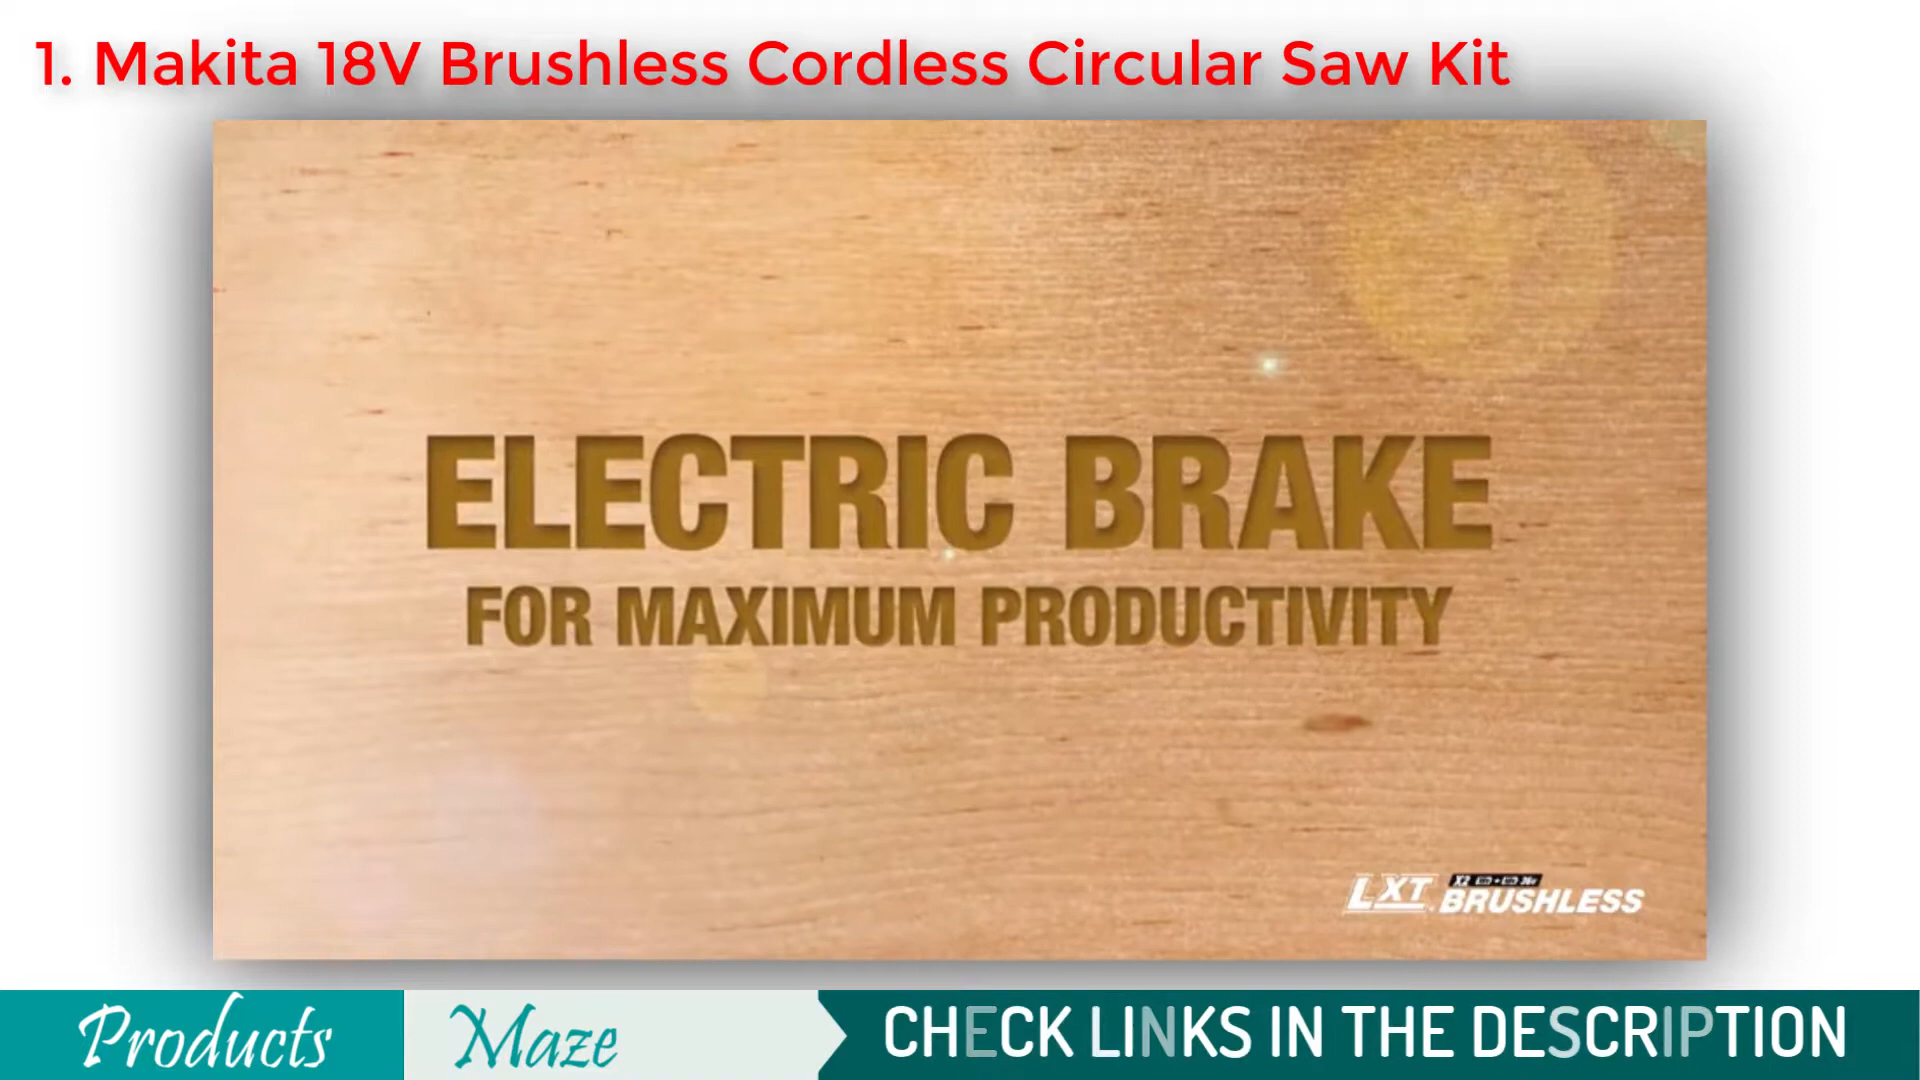 1. Makita 18V Brushless Cordless Circular Saw Kit
ELECTRIC BRAKE
FOR MAXIMUM PRODUCTIVITY
LXT X2
BRUSHLESS
Products Maze CHECK LINKS IN THE DESCRIPTION